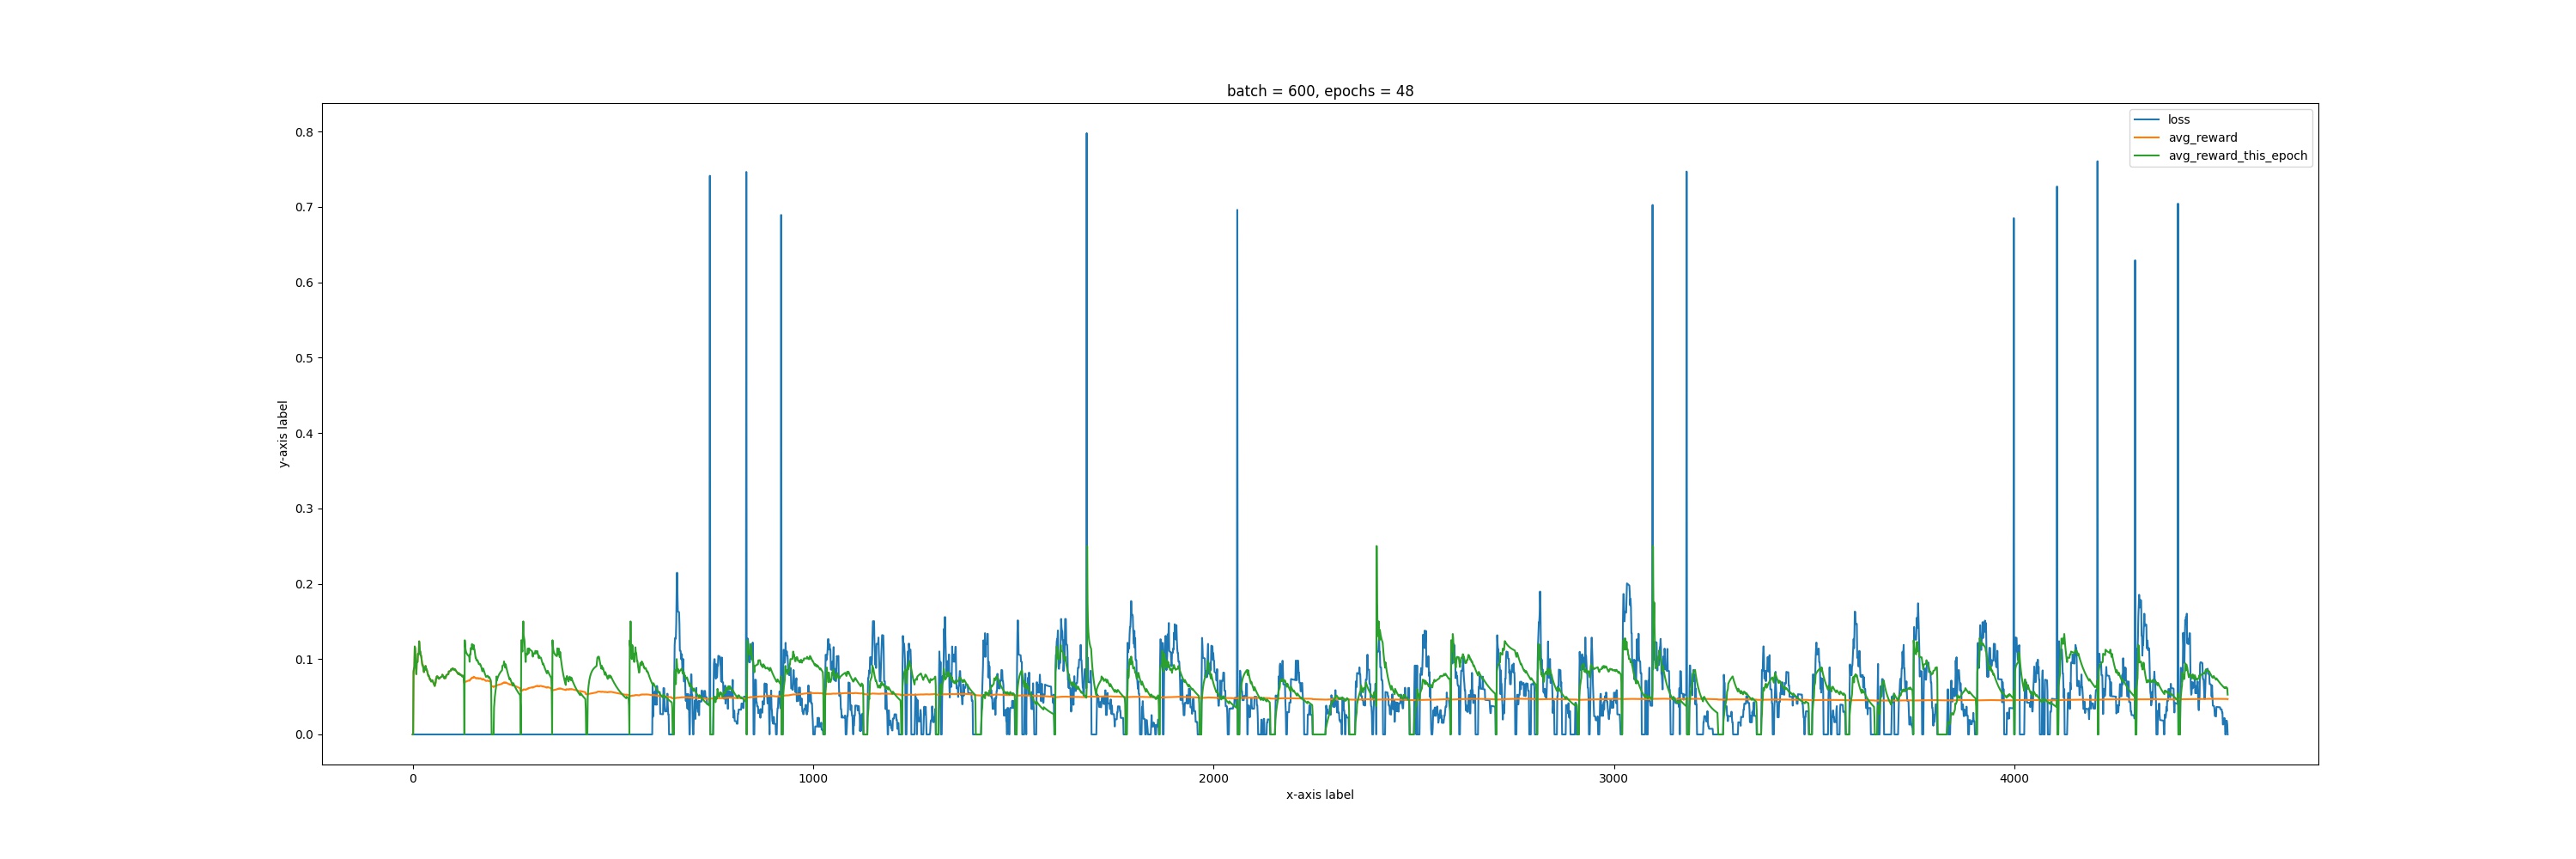 batch = 600, epochs = 48
loss
avg_reward
avg_reward_this_epoch
0.8
0.7
0.6
0.5
0.4
0.3
0.2
0.1
0.0
y-axis label
0 1000 2000 3000 4000
x-axis label